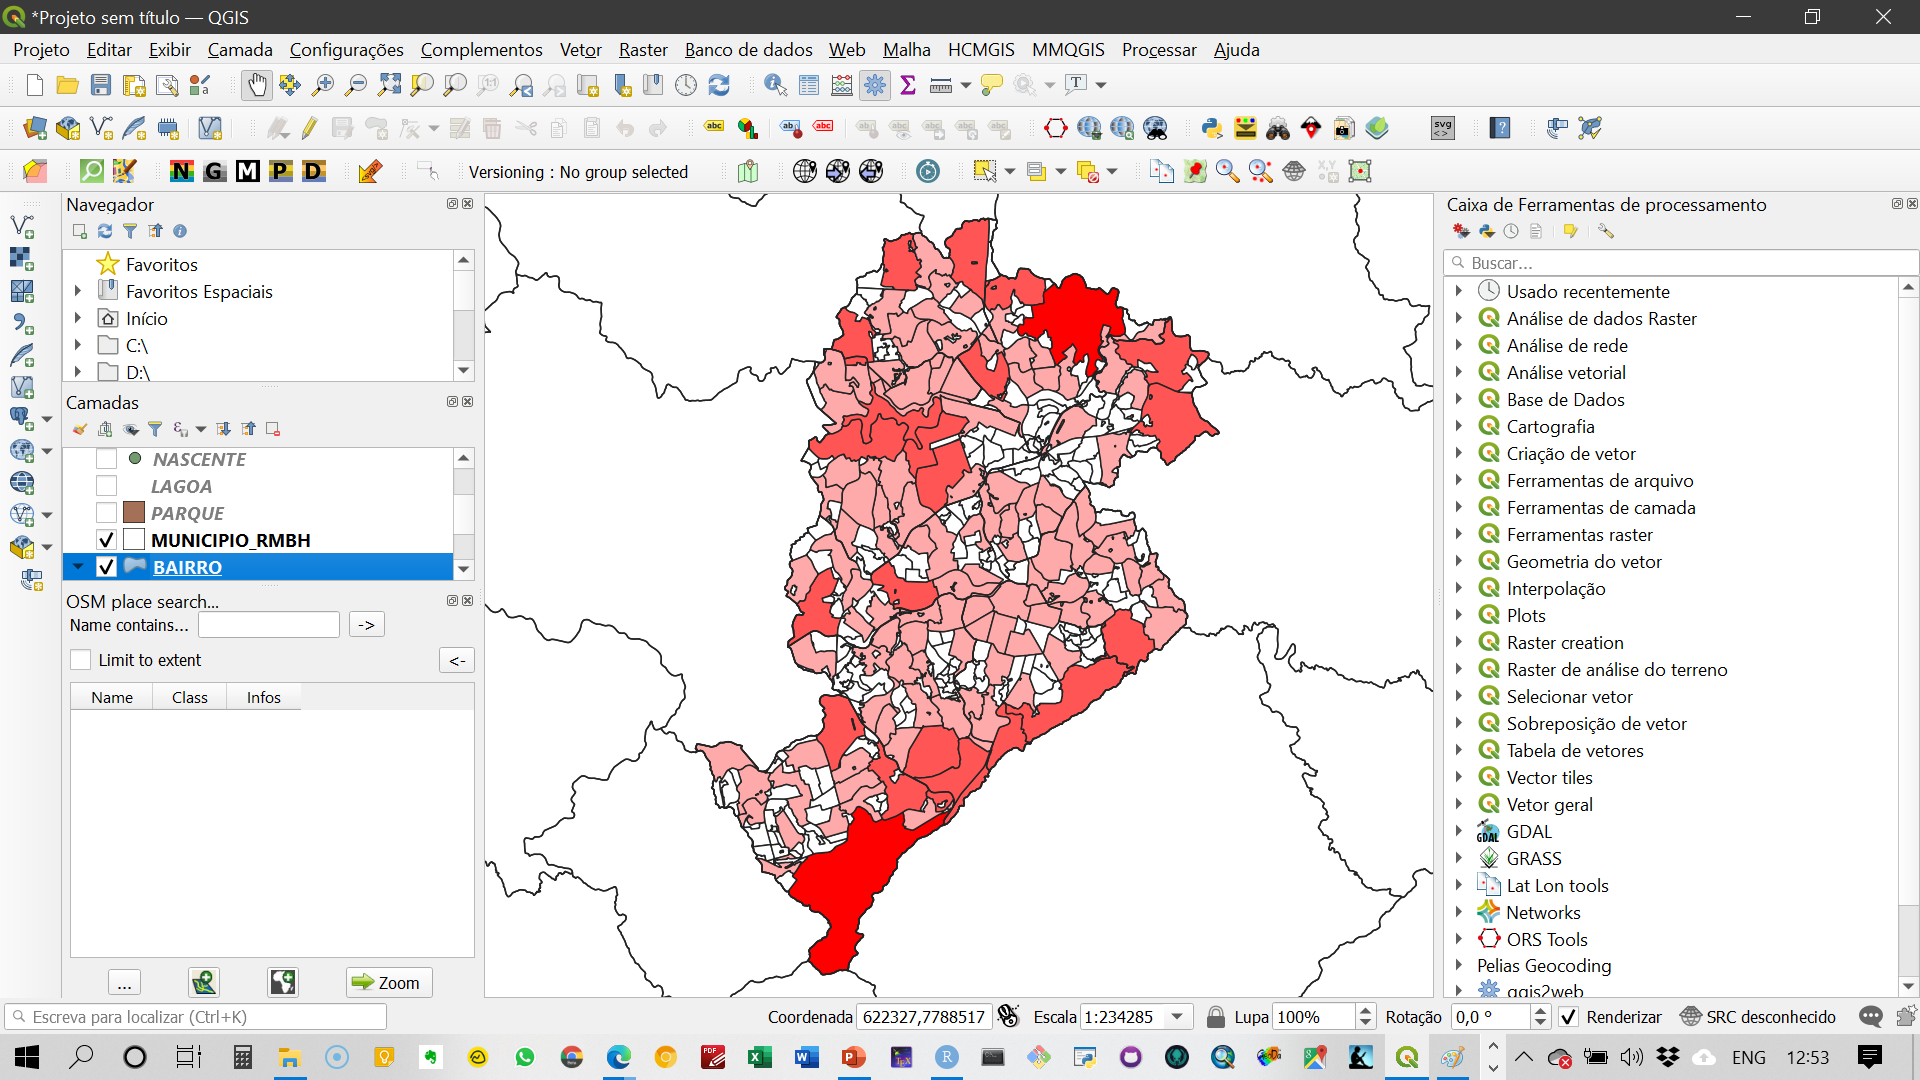 *Projeto sem título — QGIS
Projeto Editar Exibir Camada Configurações Complementos Vetor Raster Banco de dados Web Malha HCMGIS MMQGIS Processar Ajuda
abc abc
svg
N G M P D Versioning : No group selected
Navegador
Favoritos
Favoritos Espaciais
Início
C:\
D:\
Camadas
NASCENTE
LAGOA
PARQUE
MUNICIPIO_RMBH
BAIRRO
OSM place search...
Name contains... ->
Limit to extent <-
Name Class Infos
... Zoom
Caixa de Ferramentas de processamento
Buscar...
Usado recentemente
Análise de dados Raster
Análise de rede
Análise vetorial
Base de Dados
Cartografia
Criação de vetor
Ferramentas de arquivo
Ferramentas de camada
Ferramentas raster
Geometria do vetor
Interpolação
Plots
Raster creation
Raster de análise do terreno
Selecionar vetor
Sobreposição de vetor
Tabela de vetores
Vector tiles
Vetor geral
GDAL
GRASS
Lat Lon tools
Networks
ORS Tools
Pelias Geocoding
qgis2web
Escreva para localizar (Ctrl+K) Coordenada 622327,7788517 Escala 1:234285 Lupa 100% Rotação 0,0 ° Renderizar SRC desconhecido
ENG 12:53